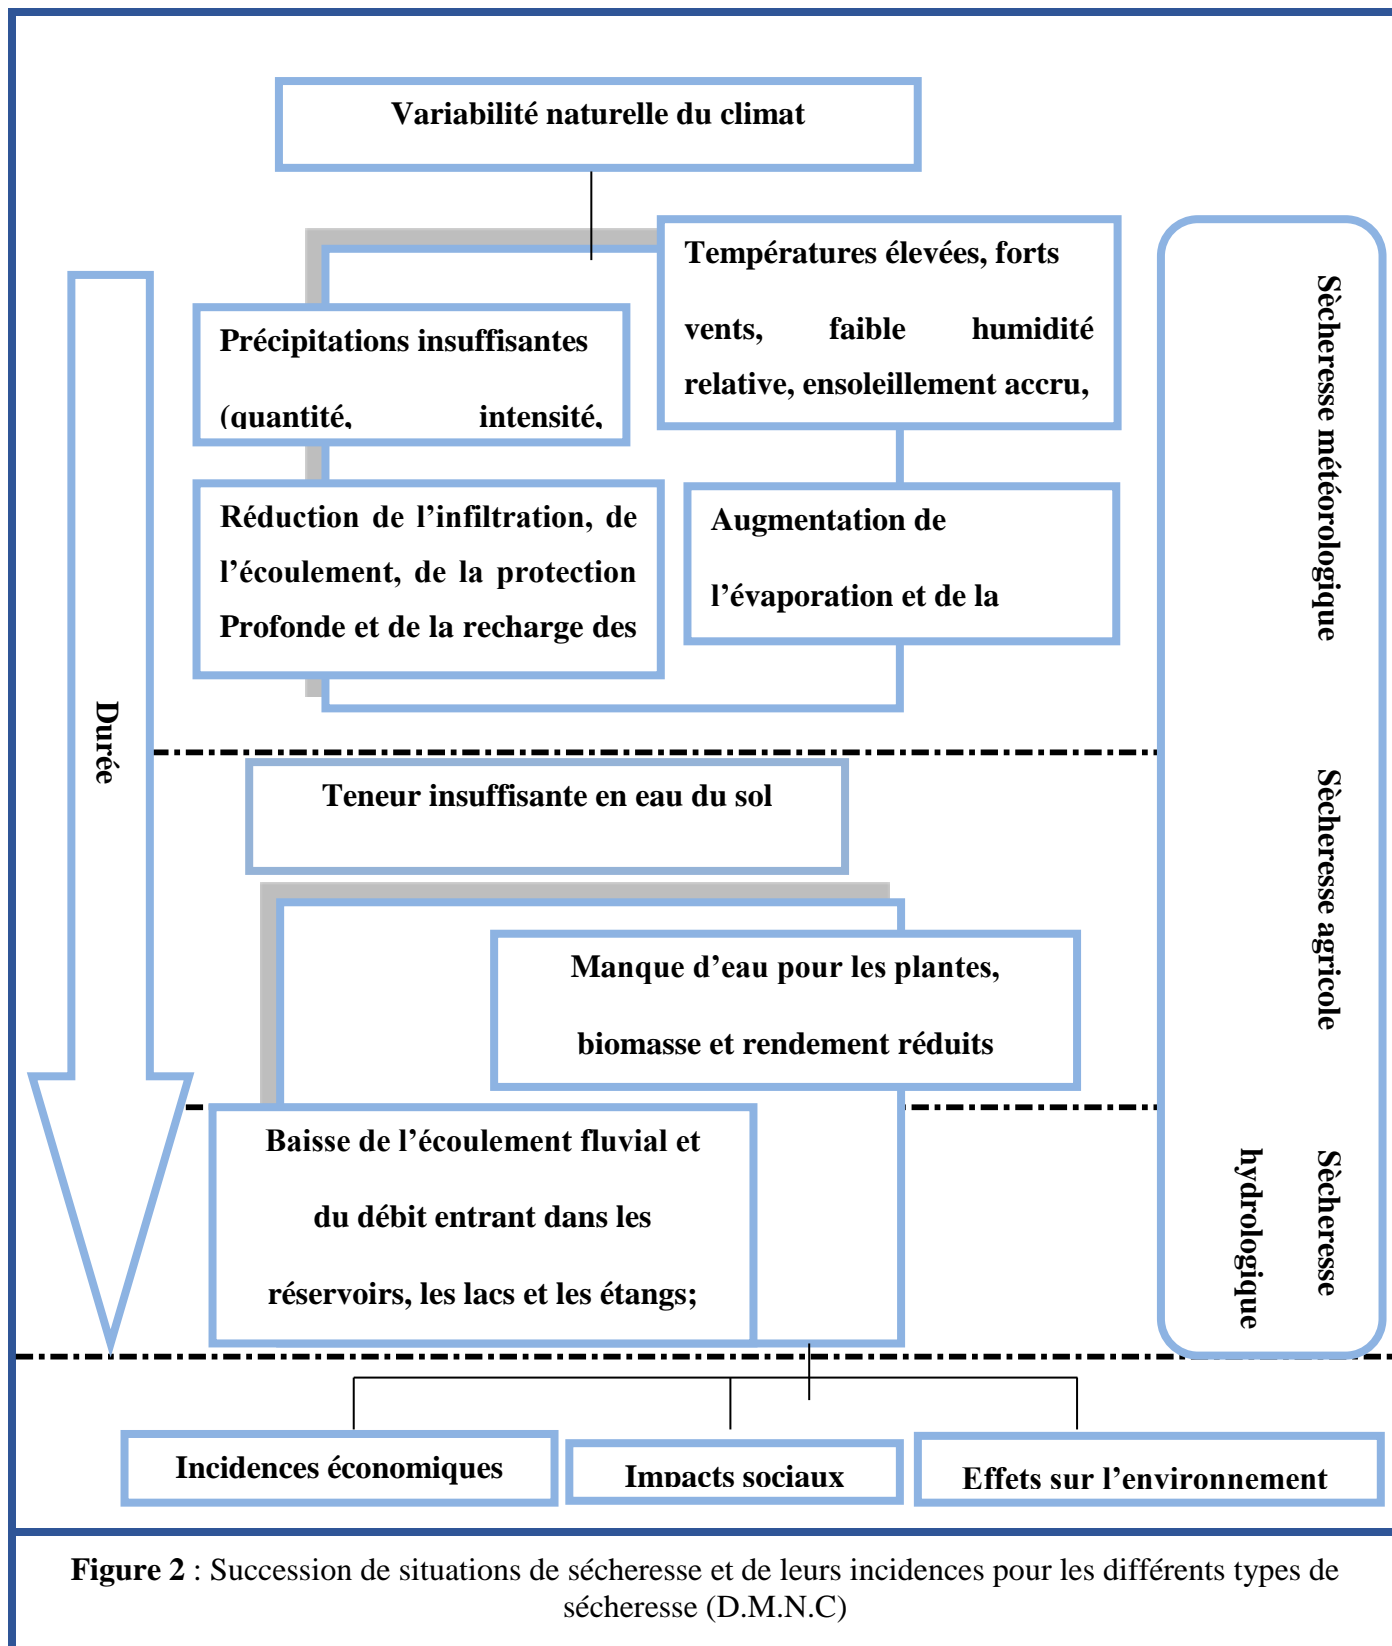 Variabilité naturelle du climat
Températures élevées, forts
vents, faible humidité
relative, ensoleillement accru,
Précipitations insuffisantes
(quantité, intensité,
Réduction de l'infiltration, de
l'écoulement, de la protection
Profonde et de la recharge des
Augmentation de
l'évaporation et de la
Sècheresse météorologique
Durée
Teneur insuffisante en eau du sol
Manque d'eau pour les plantes,
biomasse et rendement réduits
Sècheresse agricole
Baisse de l'écoulement fluvial et
du débit entrant dans les
réservoirs, les lacs et les étangs;
Sècheresse
hydrologique
Incidences économiques
Impacts sociaux
Effets sur l'environnement
Figure 2 : Succession de situations de sécheresse et de leurs incidences pour les différents types de
sécheresse (D.M.N.C)